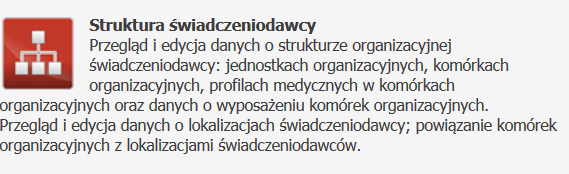 Struktura świadczeniodawcy
Przegląd i edycja danych o strukturze organizacyjnej
świadczeniodawcy: jednostkach organizacyjnych, komórkach
organizacyjnych, profilach medycznych w komórkach
organizacyjnych oraz danych o wyposażeniu komórek organizacyjnych.
Przegląd i edycja danych o lokalizacjach świadczeniodawcy; powiązanie komórek
organizacyjnych z lokalizacjami świadczeniodawców.